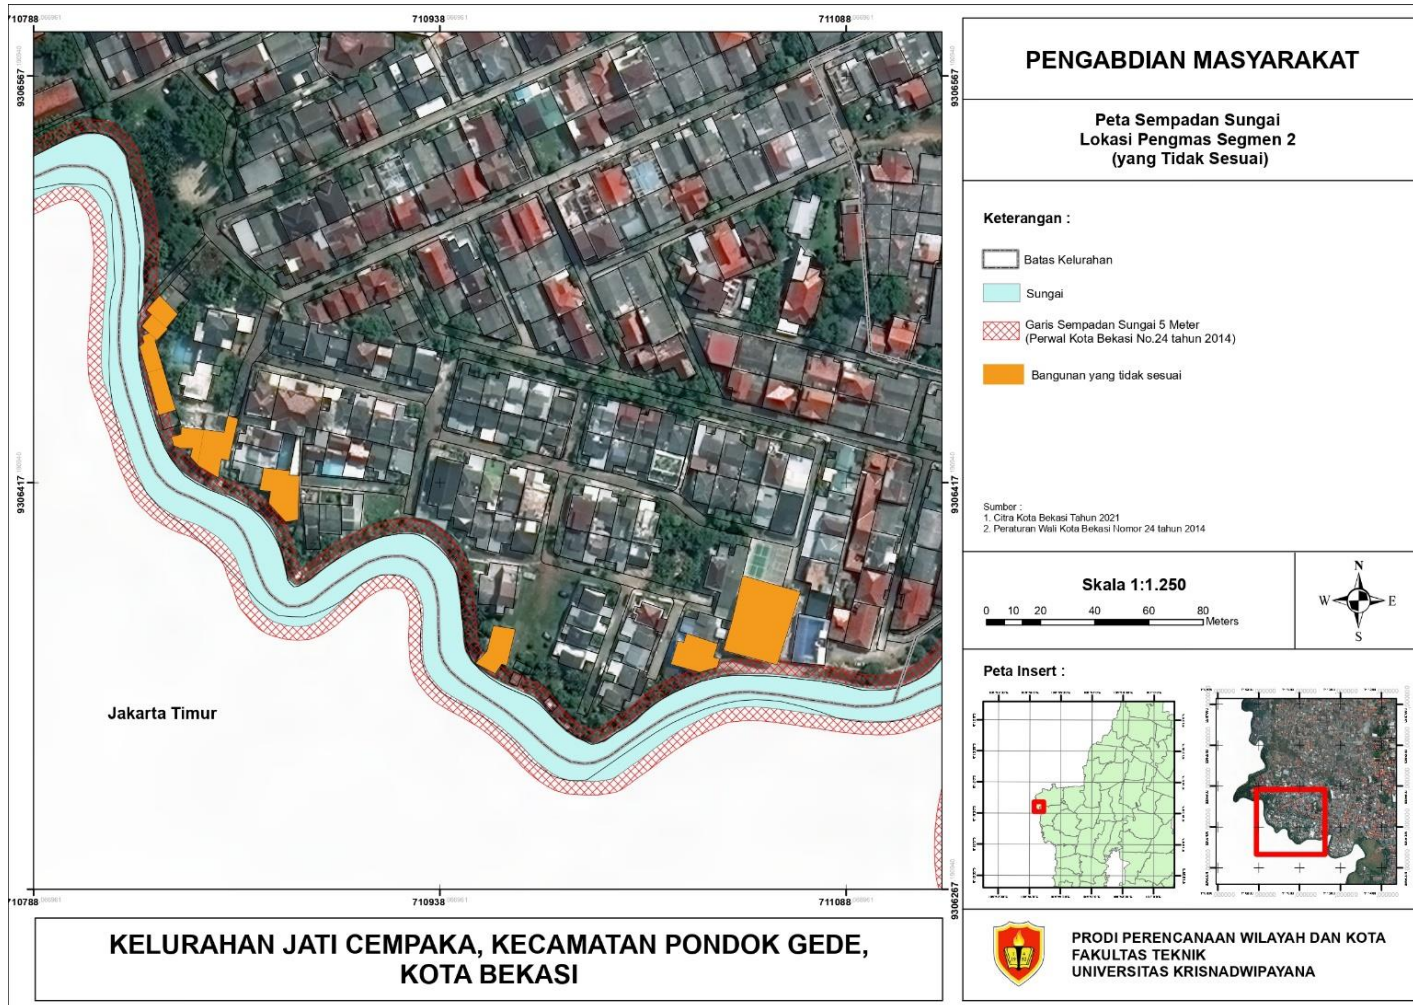 710788
710938
711088
9306567
9306567
PENGABDIAN MASYARAKAT
Peta Sempadan Sungai
Lokasi Pengmas Segmen 2
(yang Tidak Sesuai)
Keterangan :
Batas Kelurahan
Sungai
Garis Sempadan Sungai 5 Meter
(Perwal Kota Bekasi No.24 tahun 2014)
Bangunan yang tidak sesuai
9306417
9306417
Sumber :
1. Citra Kota Bekasi Tahun 2021
2. Peraturan Wali Kota Bekasi Nomor 24 tahun 2014
Skala 1:1.250
0 10 20 40 60 80
Meters
N
W E
S
Peta Insert :
Jakarta Timur
9306267
710788
710938
711088
KELURAHAN JATI CEMPAKA, KECAMATAN PONDOK GEDE,
KOTA BEKASI
PRODI PERENCANAAN WILAYAH DAN KOTA
FAKULTAS TEKNIK
UNIVERSITAS KRISNADWIPAYANA